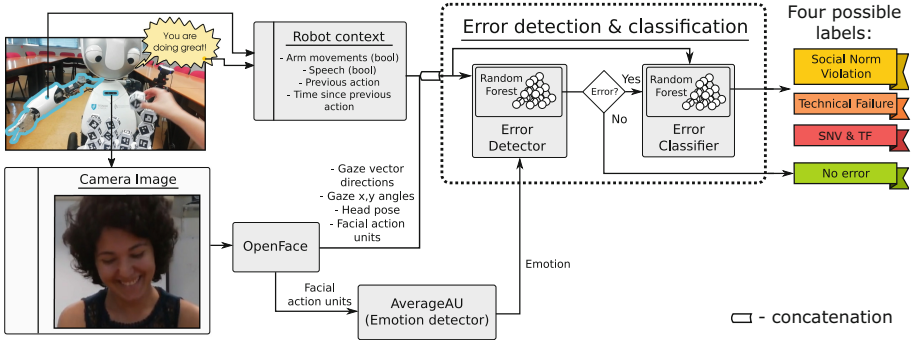 You are
doing great!
Robot context
- Arm movements (bool)
- Speech (bool)
- Previous action
- Time since previous
action
Error detection & classification
Random
Forest
Error
Detector
Error?
Yes
No
Random
Forest
Error
Classifier
Four possible
labels:
Social Norm
Violation
Technical Failure
SNV & TF
No error
Camera Image
- Gaze vector
directions
- Gaze x,y angles
- Head pose
- Facial action
units
OpenFace
Facial
action units
AverageAU
(Emotion detector)
Emotion
- concatenation